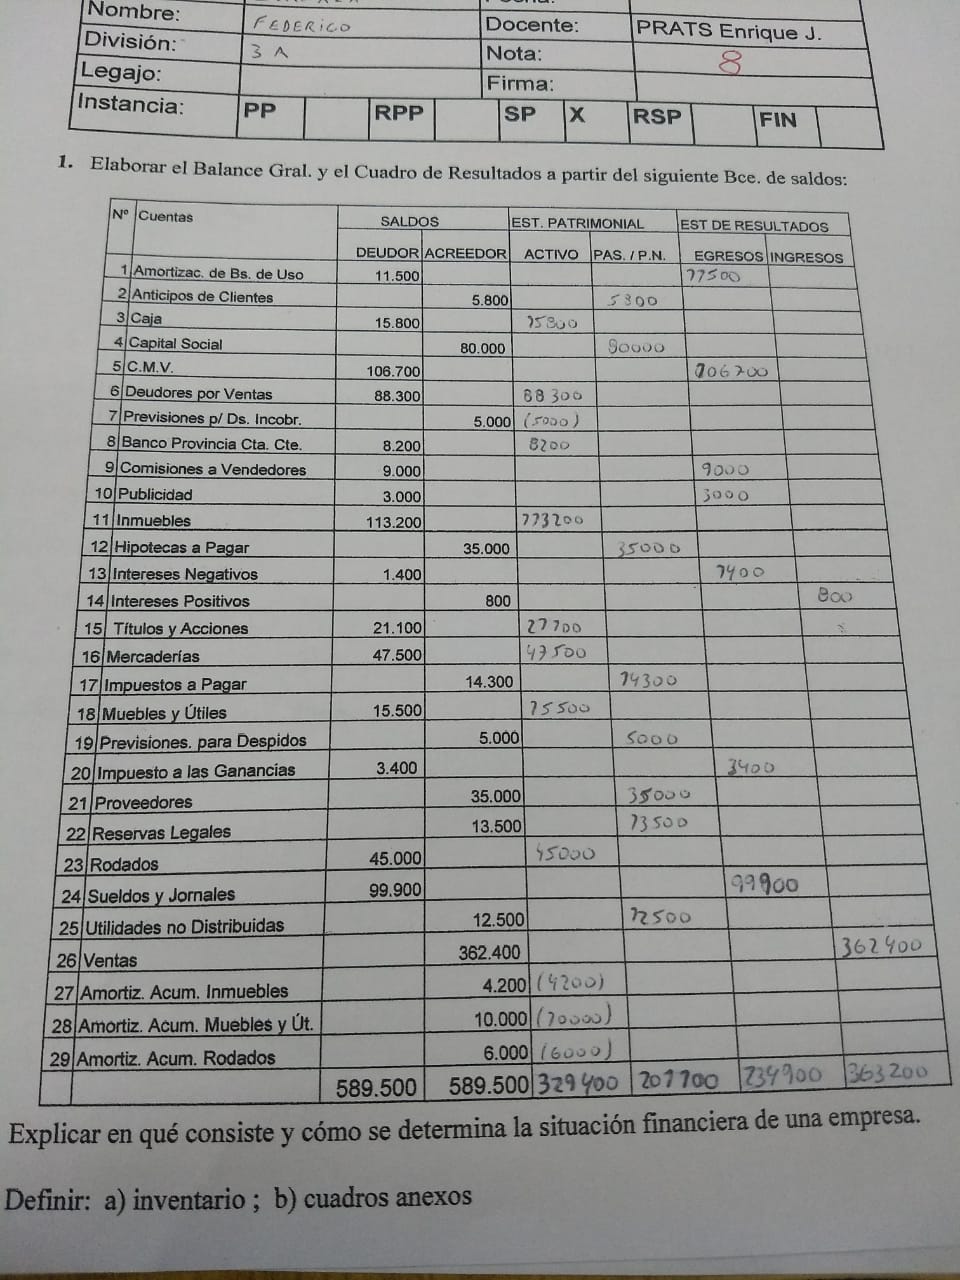 Nombre: FEDERICO Docente: PRATS Enrique J.
División: 3 A Nota: 8
Legajo: Firma:
Instancia: PP RPP SP X RSP FIN
1. Elaborar el Balance Gral. y el Cuadro de Resultados a partir del siguiente Bce. de saldos:
Nº Cuentas SALDOS EST. PATRIMONIAL EST DE RESULTADOS
DEUDOR ACREEDOR ACTIVO PAS. / P.N. EGRESOS INGRESOS
1 Amortizac. de Bs. de Uso 11.500 11500
2 Anticipos de Clientes 5.800 5800
3 Caja 15.800 15800
4 Capital Social 80.000 80000
5 C.M.V. 106.700 106700
6 Deudores por Ventas 88.300 88300
7 Previsiones p/ Ds. Incobr. 5.000 (5000)
8 Banco Provincia Cta. Cte. 8.200 8200
9 Comisiones a Vendedores 9.000 9000
10 Publicidad 3.000 3000
11 Inmuebles 113.200 113200
12 Hipotecas a Pagar 35.000 35000
13 Intereses Negativos 1.400 1400
14 Intereses Positivos 800 800
15 Títulos y Acciones 21.100 21100
16 Mercaderías 47.500 47500
17 Impuestos a Pagar 14.300 14300
18 Muebles y Útiles 15.500 15500
19 Previsiones. para Despidos 5.000 5000
20 Impuesto a las Ganancias 3.400 3400
21 Proveedores 35.000 35000
22 Reservas Legales 13.500 13500
23 Rodados 45.000 45000
24 Sueldos y Jornales 99.900 99900
25 Utilidades no Distribuidas 12.500 12500
26 Ventas 362.400 362400
27 Amortiz. Acum. Inmuebles 4.200 (4200)
28 Amortiz. Acum. Muebles y Út. 10.000 (10000)
29 Amortiz. Acum. Rodados 6.000 (6000)
589.500 589.500 329400 201100 234900 363200
Explicar en qué consiste y cómo se determina la situación financiera de una empresa.
Definir: a) inventario ; b) cuadros anexos